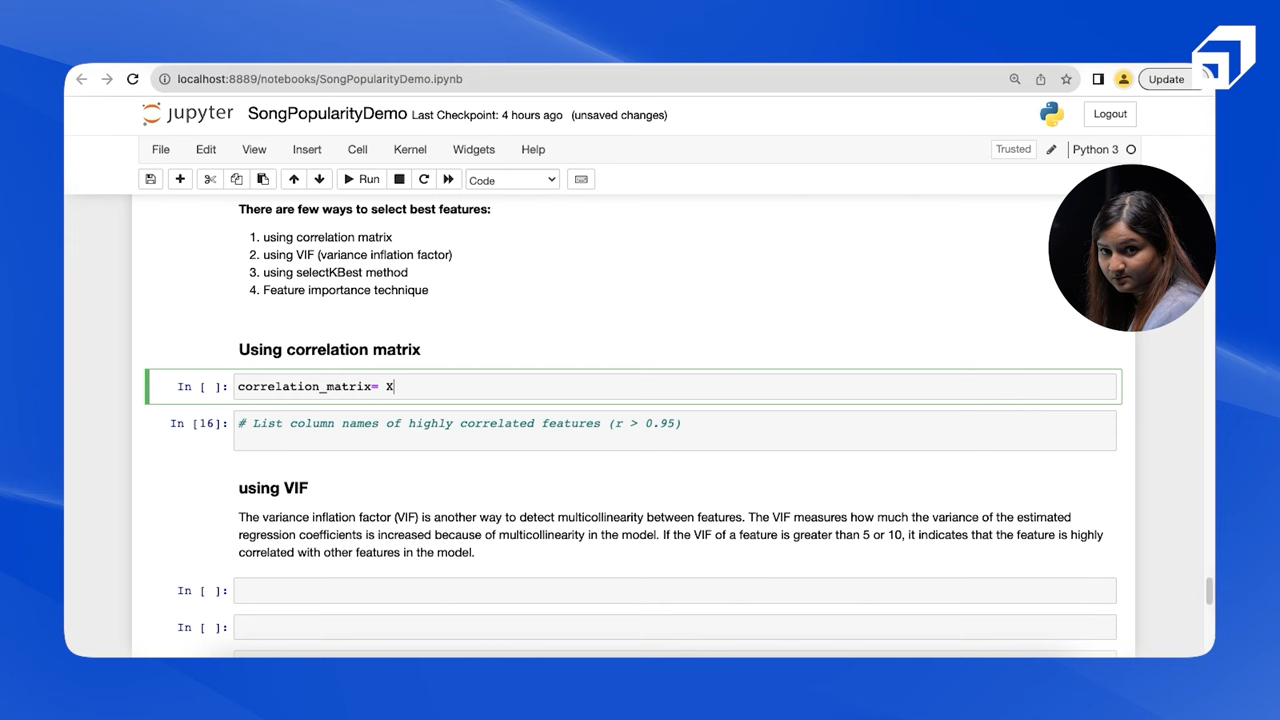 localhost:8889/notebooks/SongPopularityDemo.ipynb
Update
jupyter SongPopularityDemo Last Checkpoint: 4 hours ago (unsaved changes)
Logout
File Edit View Insert Cell Kernel Widgets Help
Trusted Python 3
Run Code
There are few ways to select best features:
1. using correlation matrix
2. using VIF (variance inflation factor)
3. using selectKBest method
4. Feature importance technique
Using correlation matrix
In [ ]: correlation_matrix= X
In [16]: # List column names of highly correlated features (r > 0.95)
using VIF
The variance inflation factor (VIF) is another way to detect multicollinearity between features. The VIF measures how much the variance of the estimated
regression coefficients is increased because of multicollinearity in the model. If the VIF of a feature is greater than 5 or 10, it indicates that the feature is highly
correlated with other features in the model.
In [ ]:
In [ ]: